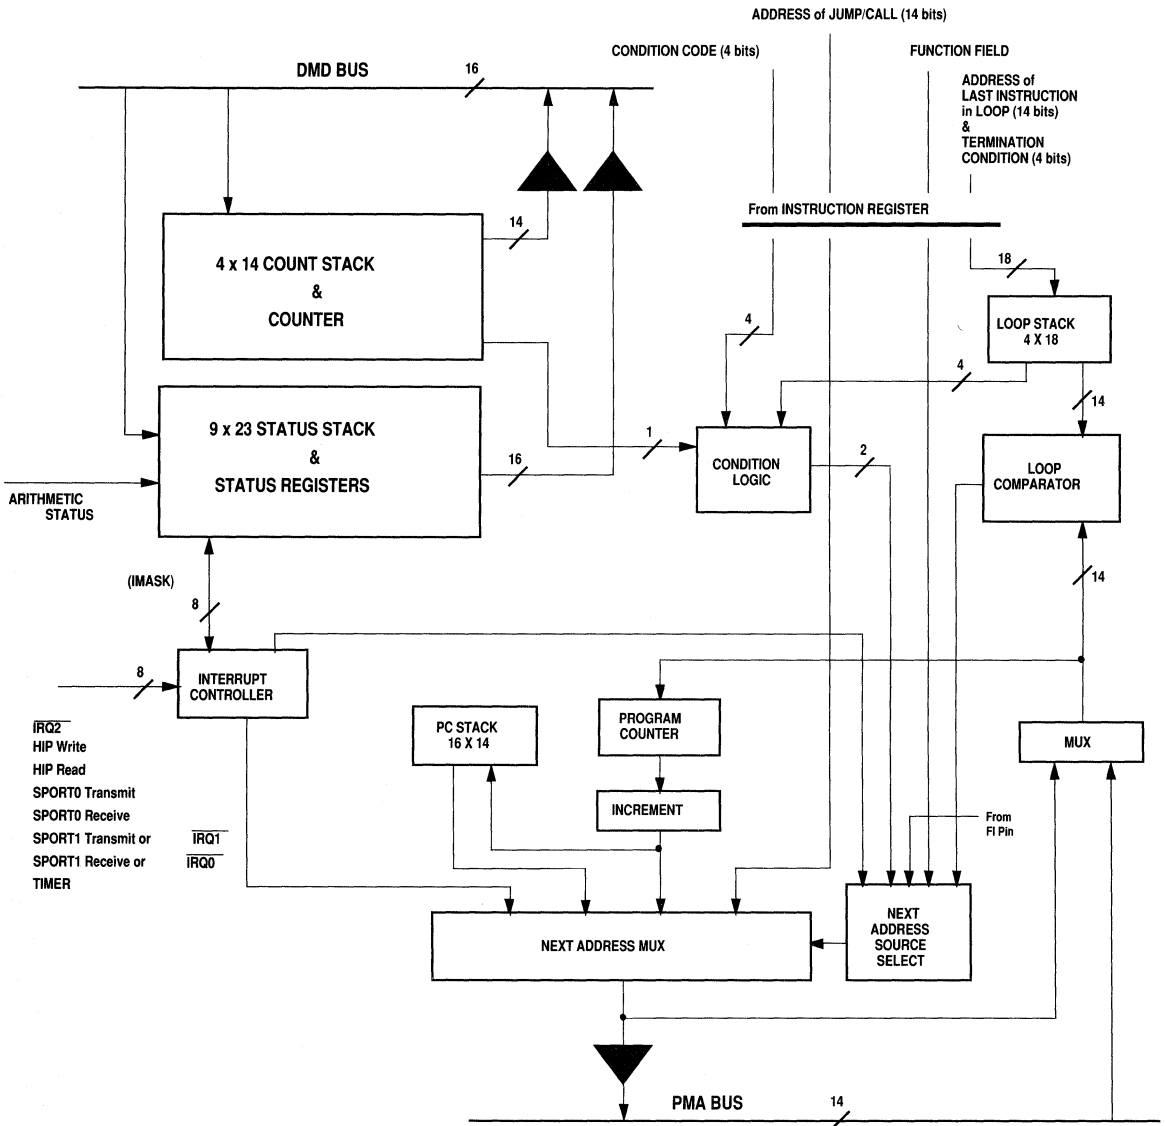 ADDRESS of JUMP/CALL (14 bits)
CONDITION CODE (4 bits)
FUNCTION FIELD
DMD BUS
16
ADDRESS of
LAST INSTRUCTION
in LOOP (14 bits)
&
TERMINATION
CONDITION (4 bits)
From INSTRUCTION REGISTER
14
4 x 14 COUNT STACK
&
COUNTER
18
4
LOOP STACK
4 X 18
4
14
9 x 23 STATUS STACK
&
STATUS REGISTERS
1
16
2
CONDITION
LOGIC
LOOP
COMPARATOR
ARITHMETIC
STATUS
(IMASK)
8
14
8
INTERRUPT
CONTROLLER
IRQ2
HIP Write
HIP Read
SPORT0 Transmit
SPORT0 Receive
SPORT1 Transmit or IRQ1
SPORT1 Receive or IRQ0
TIMER
PC STACK
16 X 14
PROGRAM
COUNTER
MUX
INCREMENT
From
FI Pin
NEXT ADDRESS MUX
NEXT
ADDRESS
SOURCE
SELECT
PMA BUS
14